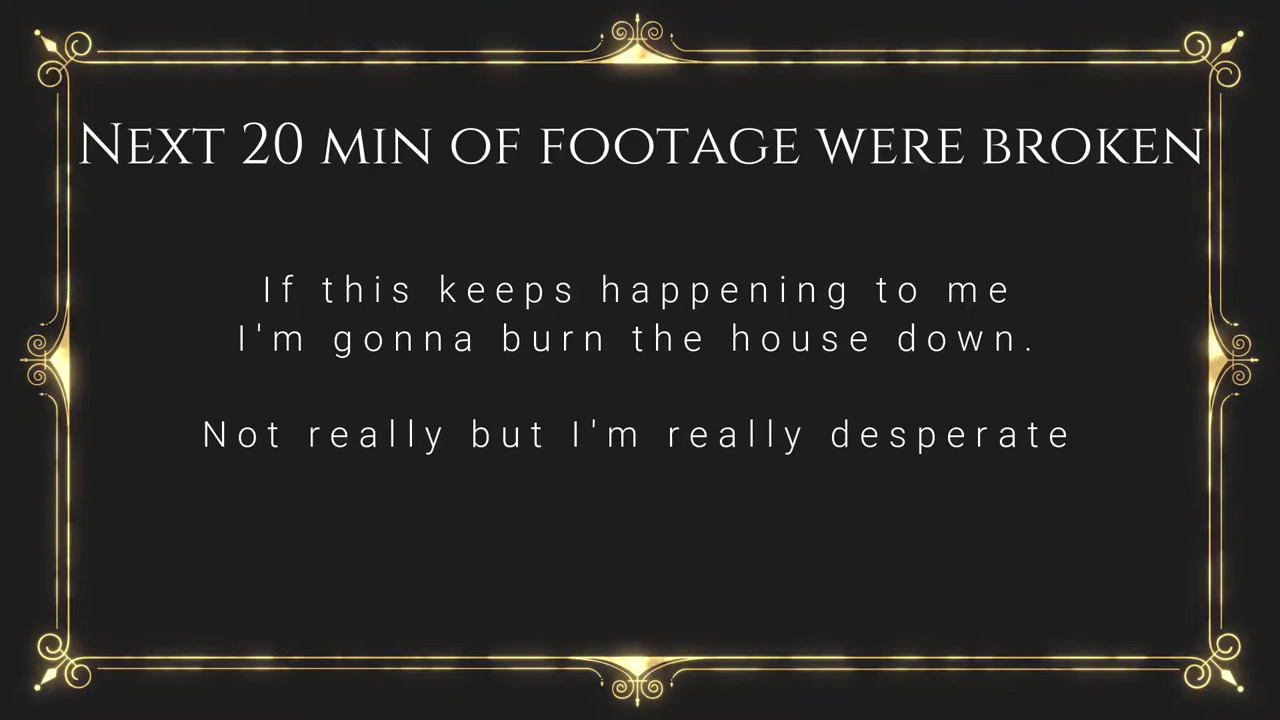 Next 20 min of footage were broken
If this keeps happening to me
I'm gonna burn the house down.
Not really but I'm really desperate